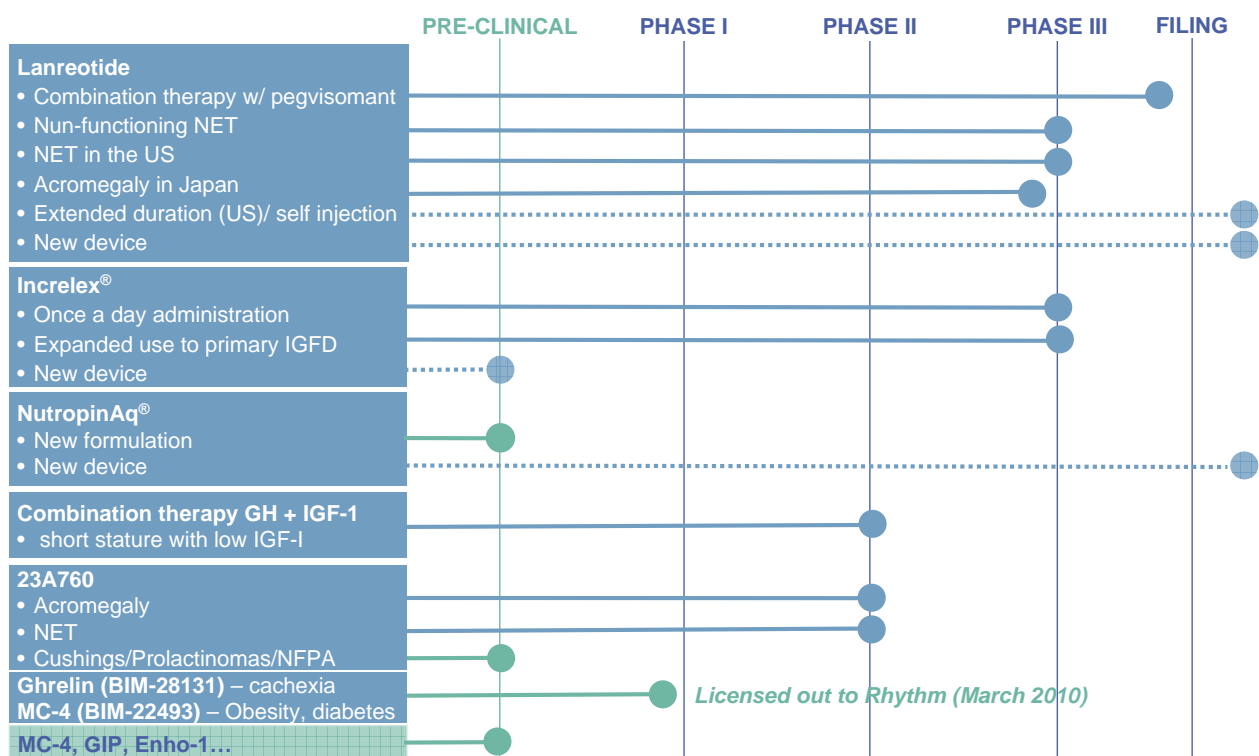 PRE-CLINICAL PHASE I PHASE II PHASE III FILING
Lanreotide
• Combination therapy w/ pegvisomant
• Nun-functioning NET
• NET in the US
• Acromegaly in Japan
• Extended duration (US)/ self injection
• New device
Increlex®
• Once a day administration
• Expanded use to primary IGFD
• New device
NutropinAq®
• New formulation
• New device
Combination therapy GH + IGF-1
• short stature with low IGF-I
23A760
• Acromegaly
• NET
• Cushings/Prolactinomas/NFPA
Ghrelin (BIM-28131) – cachexia
MC-4 (BIM-22493) – Obesity, diabetes
Licensed out to Rhythm (March 2010)
MC-4, GIP, Enho-1…